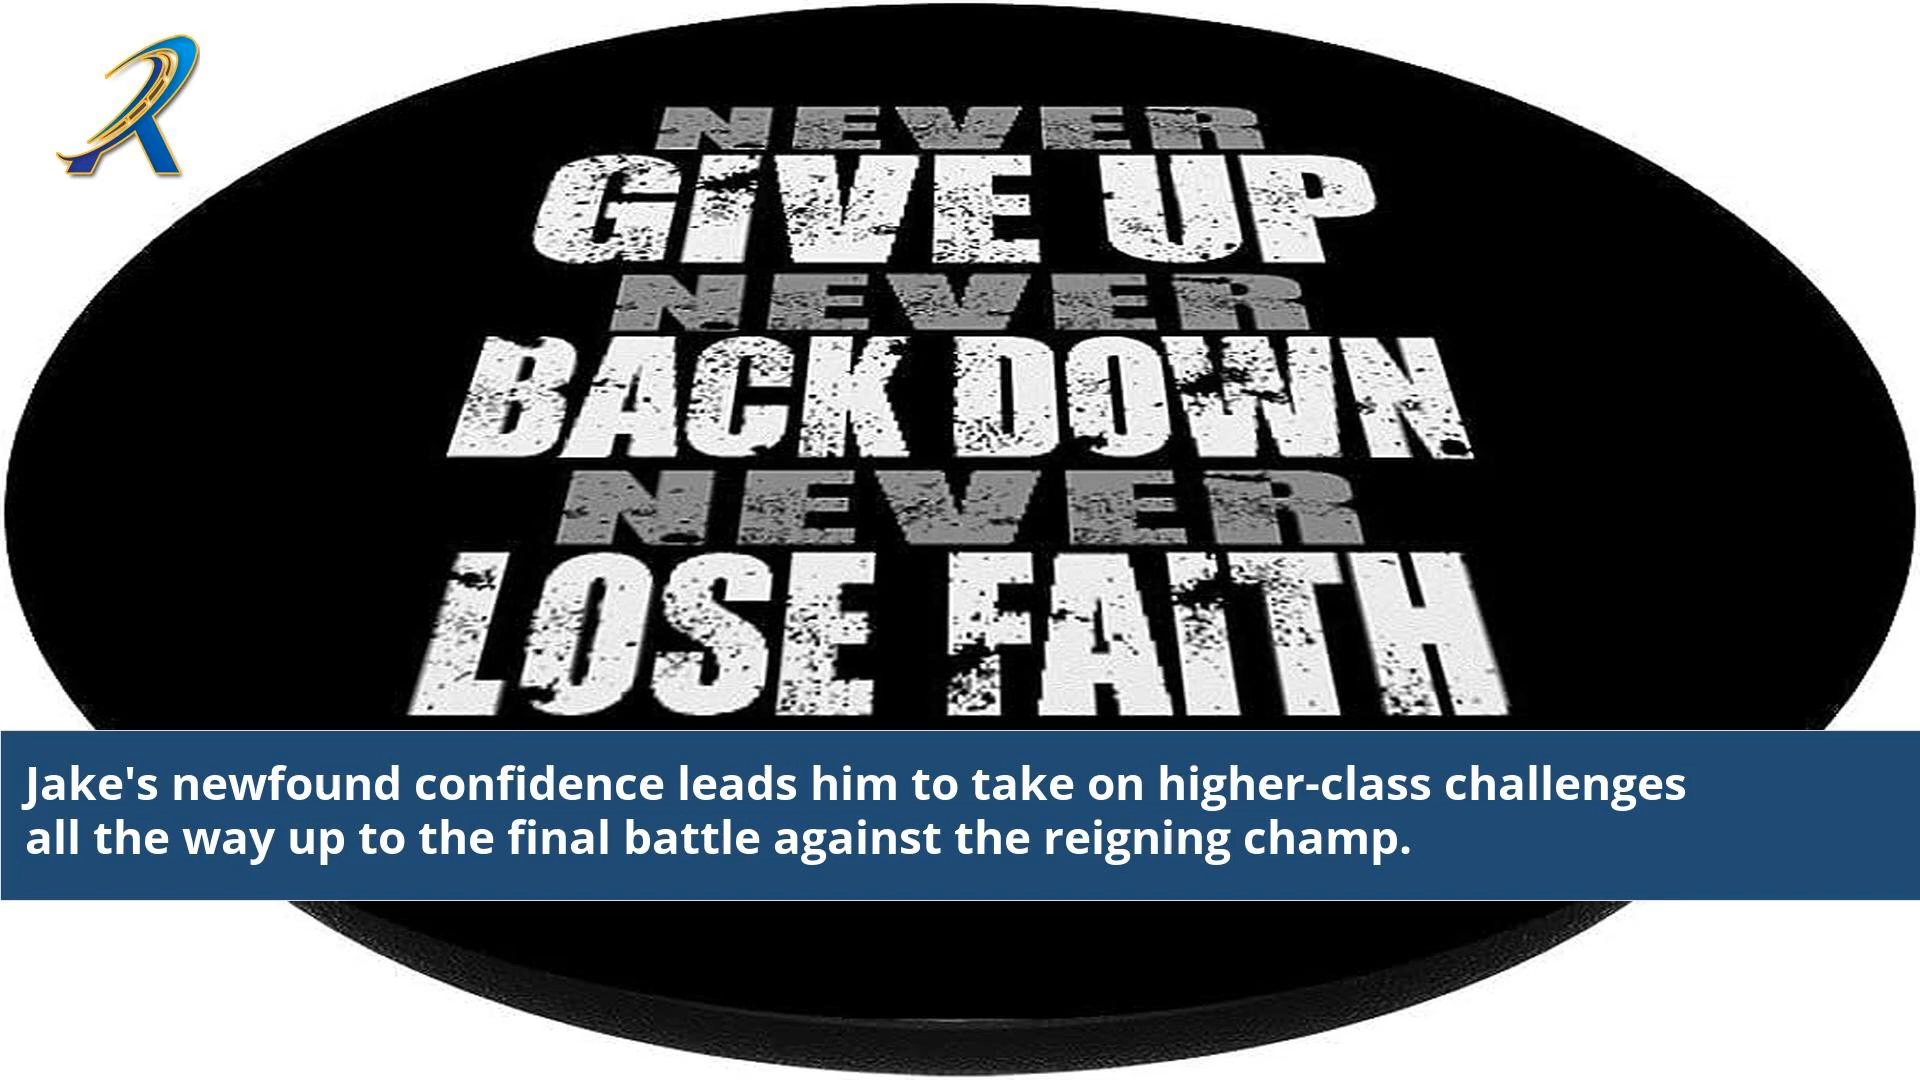 NEVER
GIVE UP
NEVER
BACK DOWN
NEVER
LOSE FAITH
Jake's newfound confidence leads him to take on higher-class challenges
all the way up to the final battle against the reigning champ.